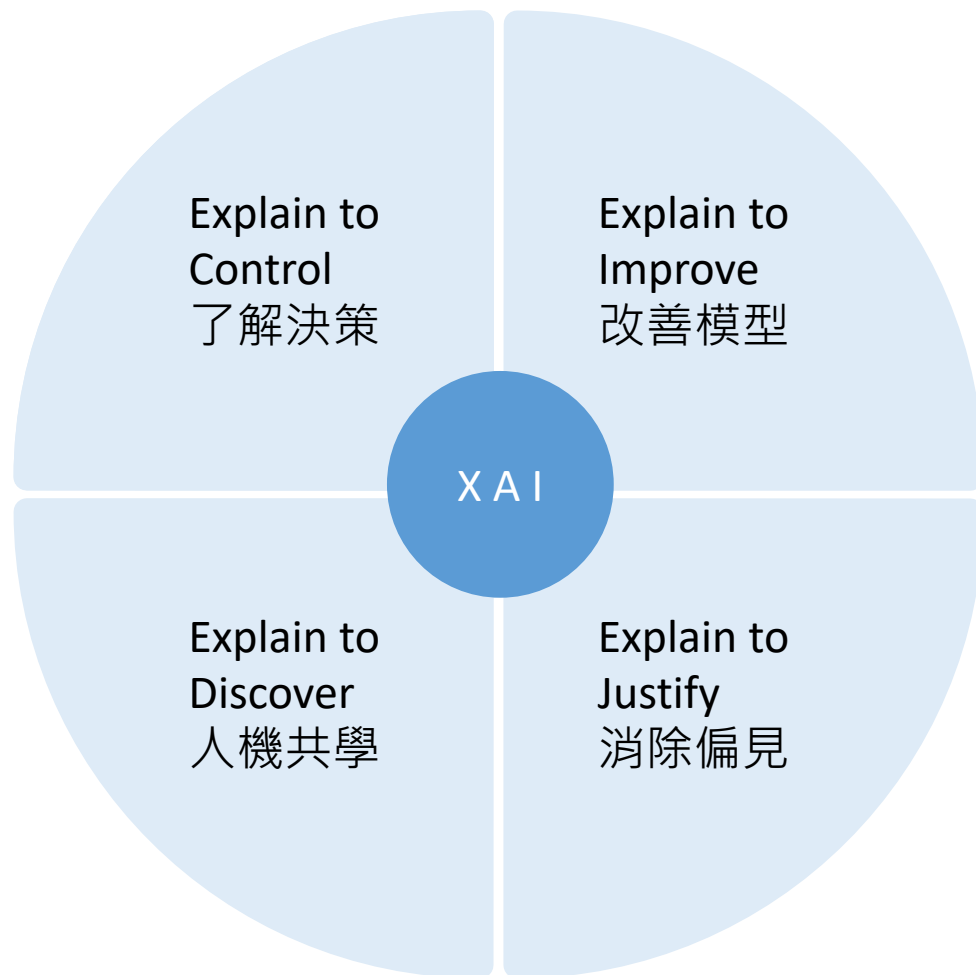 Explain to
Control
了解決策
Explain to
Improve
改善模型
X A I
Explain to
Discover
人機共學
Explain to
Justify
消除偏見